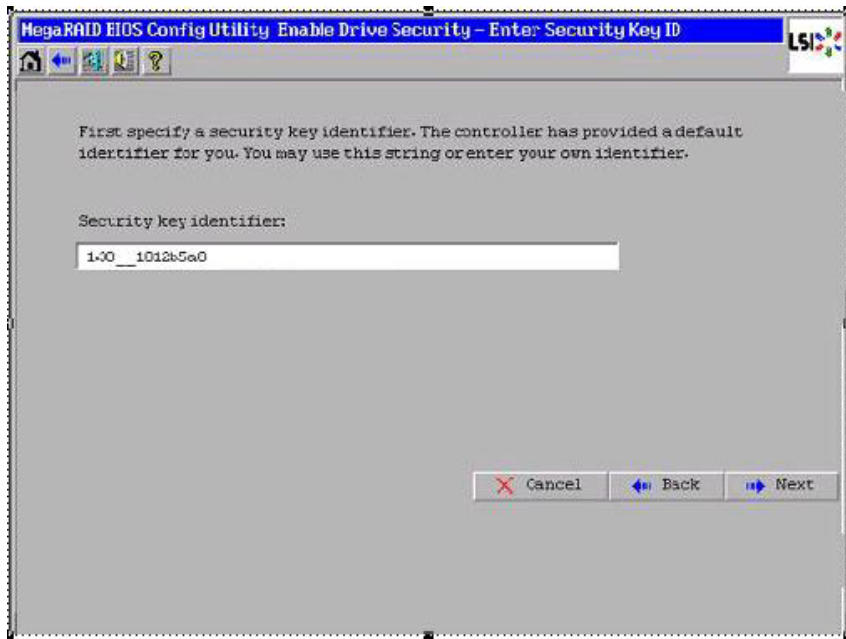 MegaRAID BIOS Config Utility Enable Drive Security – Enter Security Key ID
LSI
First specify a security key identifier. The controller has provided a default
identifier for you. You may use this string or enter your own identifier.
Security key identifier:
Cancel
Back
Next